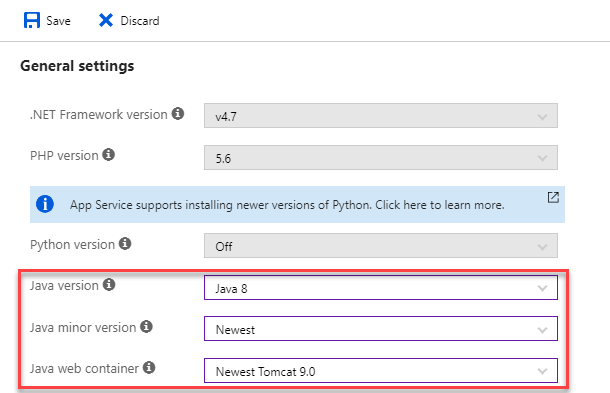 Save Discard
General settings
.NET Framework version v4.7
PHP version 5.6
App Service supports installing newer versions of Python. Click here to learn more.
Python version Off
Java version Java 8
Java minor version Newest
Java web container Newest Tomcat 9.0